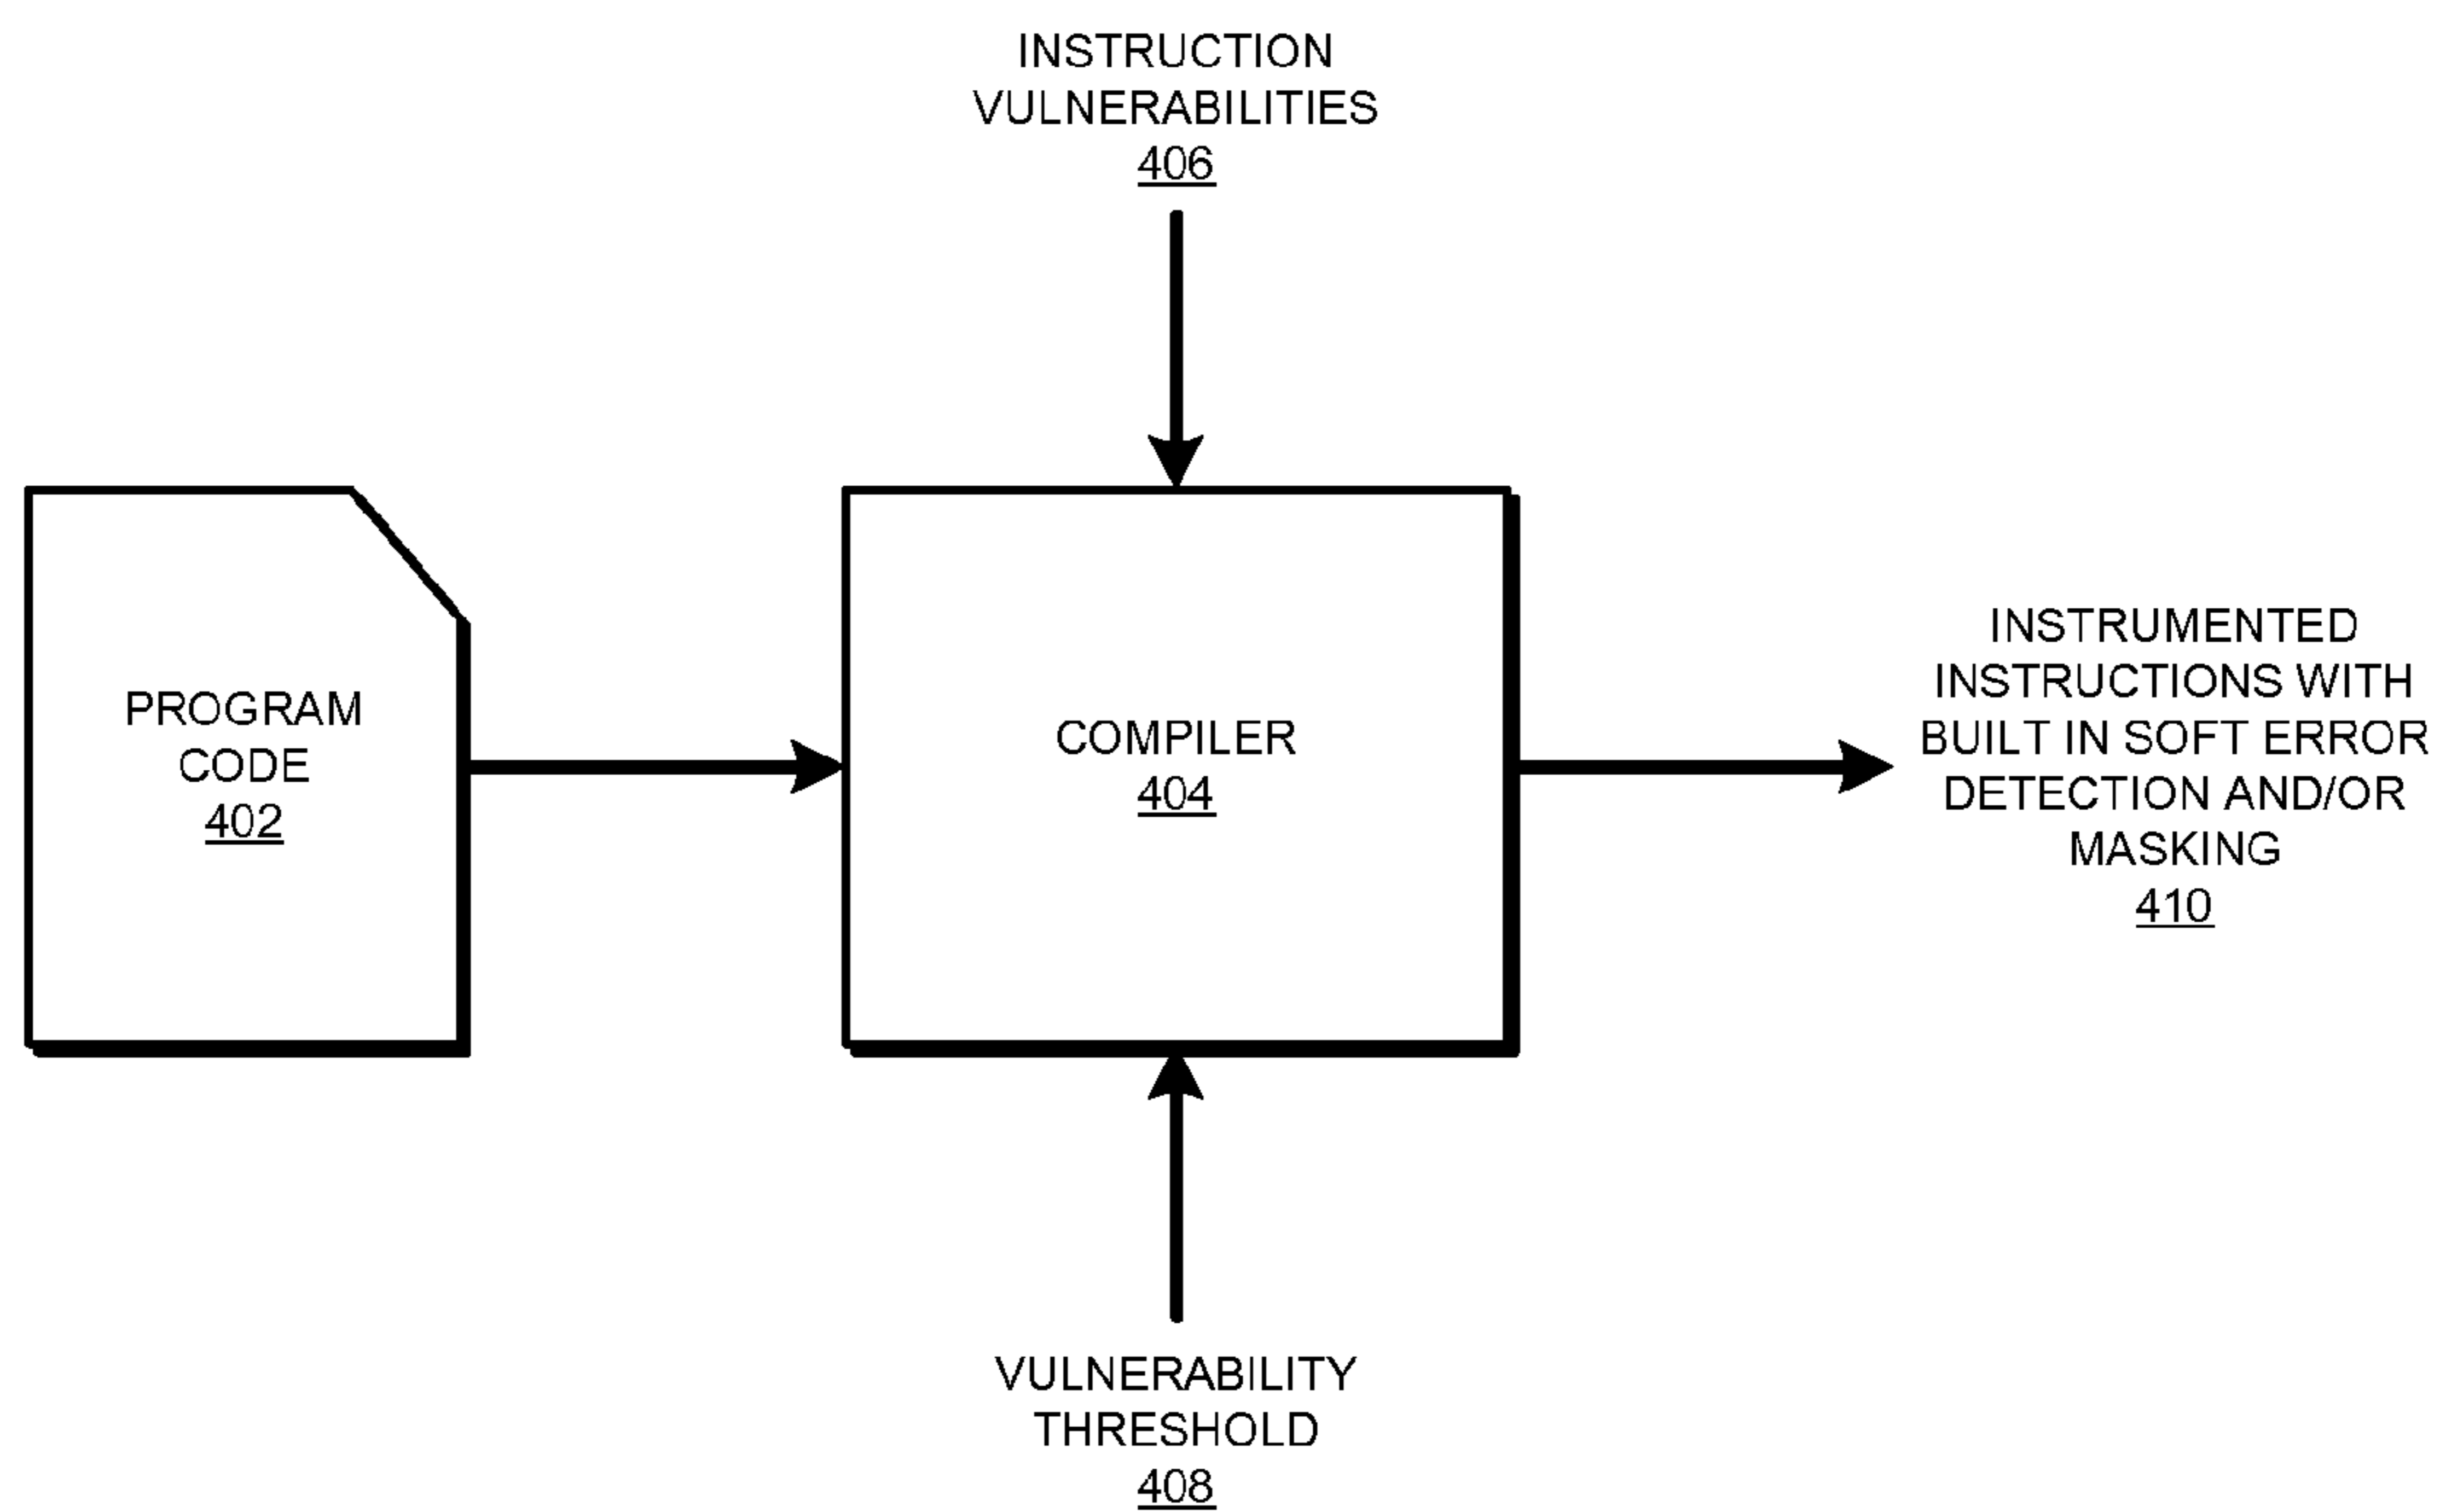 INSTRUCTION
VULNERABILITIES
406
PROGRAM
CODE
402
COMPILER
404
INSTRUMENTED
INSTRUCTIONS WITH
BUILT IN SOFT ERROR
DETECTION AND/OR
MASKING
410
VULNERABILITY
THRESHOLD
408